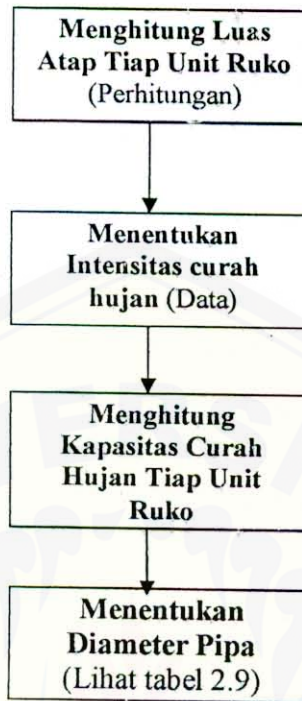 Menghitung Luas
Atap Tiap Unit Ruko
(Perhitungan)
Menentukan
Intensitas curah
hujan (Data)
Menghitung
Kapasitas Curah
Hujan Tiap Unit
Ruko
Menentukan
Diameter Pipa
(Lihat tabel 2.9)